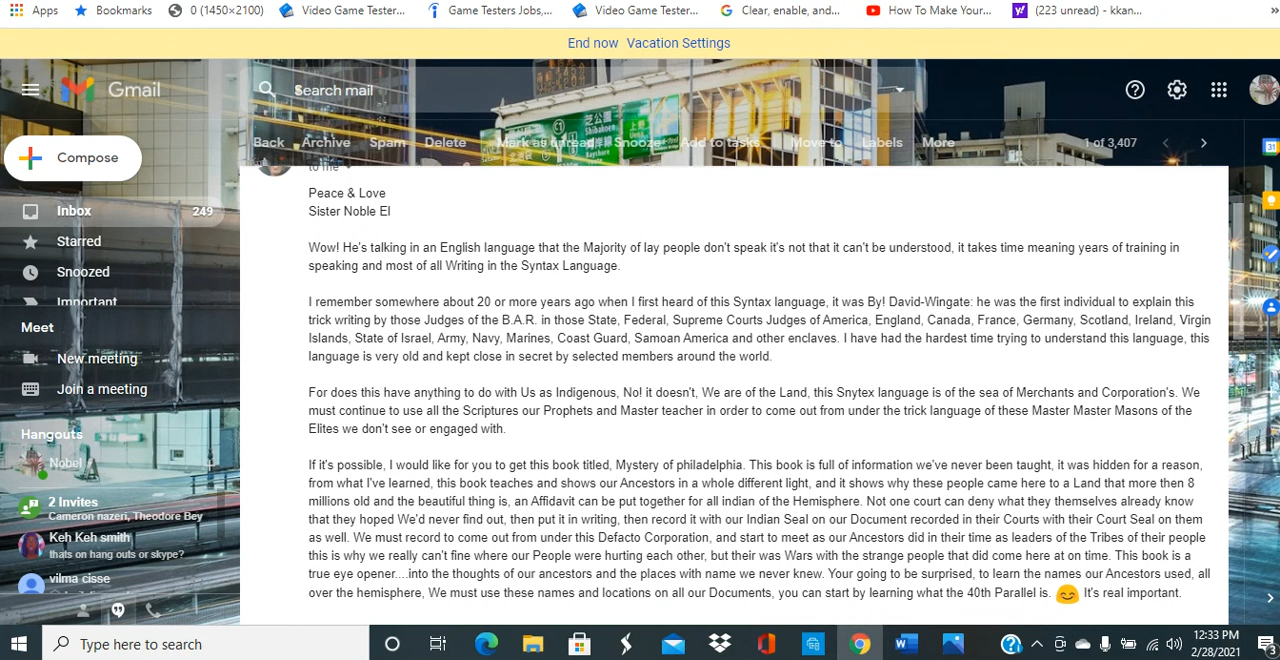 Apps Bookmarks 0 (1450×2100) Video Game Tester... Game Testers Jobs,... Video Game Tester... Clear, enable, and... How To Make Your... (223 unread) - kkan... »
End now Vacation Settings
Gmail Search mail
芝公園
Shibakoen
上野
C1
Compose
Back Archive Spam Delete Mark as unread Snooze Add to tasks Move to Labels More 1 of 3,407
to me
31
Peace & Love
Inbox 249
Sister Noble El
Starred
Wow! He's talking in an English language that the Majority of lay people don't speak it's not that it can't be understood, it takes time meaning years of training in
speaking and most of all Writing in the Syntax Language.
Snoozed
Important
I remember somewhere about 20 or more years ago when I first heard of this Syntax language, it was By! David-Wingate: he was the first individual to explain this
trick writing by those Judges of the B.A.R. in those State, Federal, Supreme Courts Judges of America, England, Canada, France, Germany, Scotland, Ireland, Virgin
Meet
Islands, State of Israel, Army, Navy, Marines, Coast Guard, Samoan America and other enclaves. I have had the hardest time trying to understand this language, this
language is very old and kept close in secret by selected members around the world.
New meeting
Join a meeting
For does this have anything to do with Us as Indigenous, No! it doesn't, We are of the Land, this Snytex language is of the sea of Merchants and Corporation's. We
must continue to use all the Scriptures our Prophets and Master teacher in order to come out from under the trick language of these Master Master Masons of the
Elites we don't see or engaged with.
Hangouts
Nobel
If it's possible, I would like for you to get this book titled, Mystery of philadelphia. This book is full of information we've never been taught, it was hidden for a reason,
from what I've learned, this book teaches and shows our Ancestors in a whole different light, and it shows why these people came here to a Land that more then 8
millions old and the beautiful thing is, an Affidavit can be put together for all indian of the Hemisphere. Not one court can deny what they themselves already know
that they hoped We'd never find out, then put it in writing, then record it with our Indian Seal on our Document recorded in their Courts with their Court Seal on them
as well. We must record to come out from under this Defacto Corporation, and start to meet as our Ancestors did in their time as leaders of the Tribes of their people
this is why we really can't fine where our People were hurting each other, but their was Wars with the strange people that did come here at on time. This book is a
true eye opener....into the thoughts of our ancestors and the places with name we never knew. Your going to be surprised, to learn the names our Ancestors used, all
over the hemisphere, We must use these names and locations on all our Documents, you can start by learning what the 40th Parallel is. 😊 It's real important.
2 Invites
Cameron nazeri, Theodore Bey
Keh Keh smith
thats on hang outs or skype?
vilma cisse
Type here to search
12:33 PM
2/28/2021
3